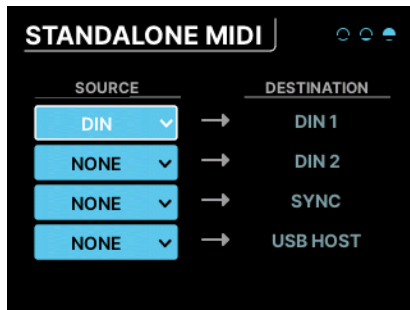 STANDALONE MIDI
SOURCE DESTINATION
DIN DIN 1
NONE DIN 2
NONE SYNC
NONE USB HOST